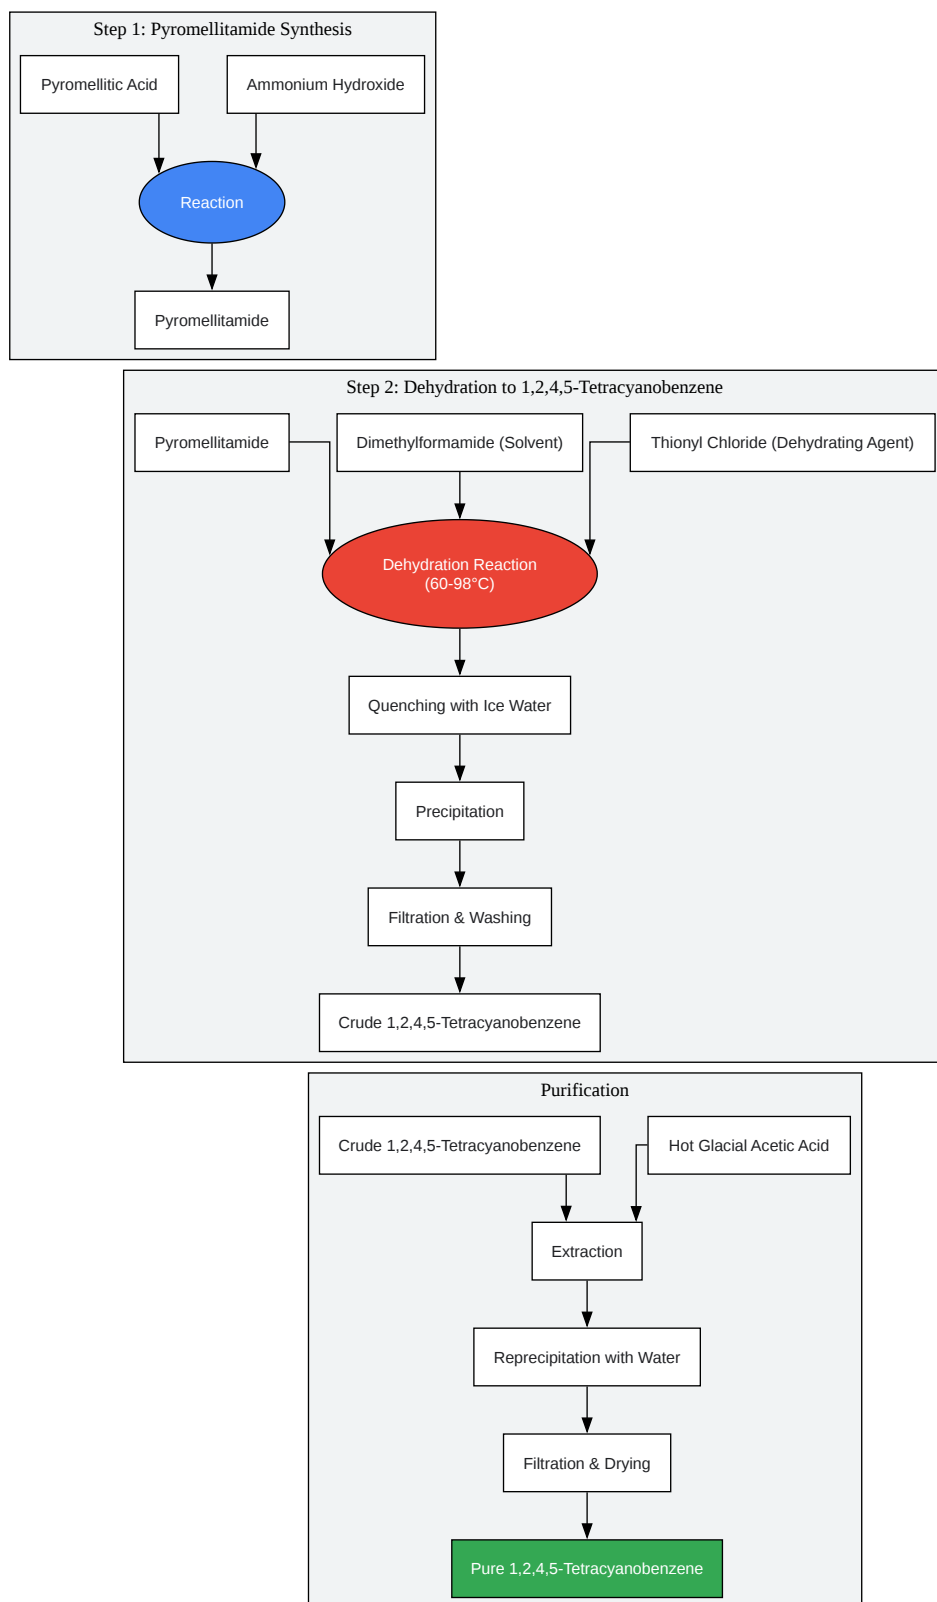 Step 1: Pyromellitamide Synthesis
Pyromellitic Acid
Ammonium Hydroxide
Reaction
Pyromellitamide
Step 2: Dehydration to 1,2,4,5-Tetracyanobenzene
Pyromellitamide
Dimethylformamide (Solvent)
Thionyl Chloride (Dehydrating Agent)
Dehydration Reaction
(60-98°C)
Quenching with Ice Water
Precipitation
Filtration & Washing
Crude 1,2,4,5-Tetracyanobenzene
Purification
Crude 1,2,4,5-Tetracyanobenzene
Hot Glacial Acetic Acid
Extraction
Reprecipitation with Water
Filtration & Drying
Pure 1,2,4,5-Tetracyanobenzene